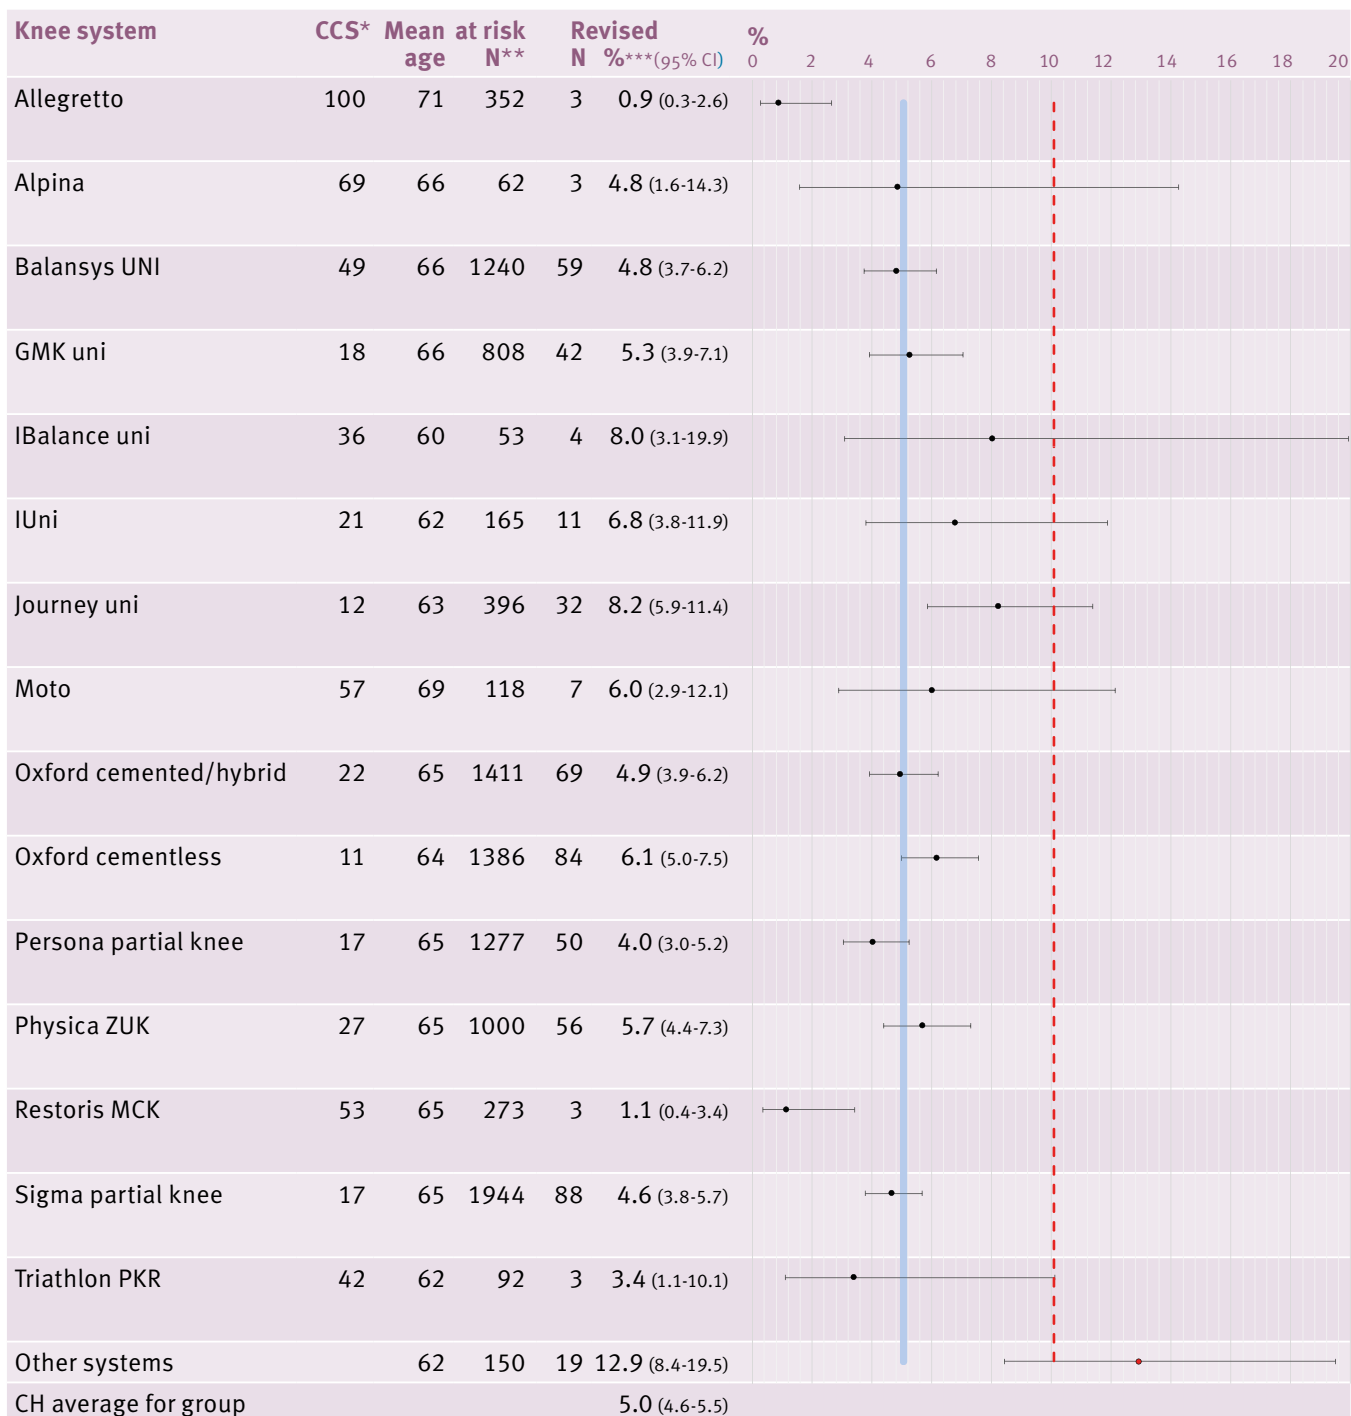 Knee system CCS* Mean at risk Revised %
age N** N %***(95% CI) 0 2 4 6 8 10 12 14 16 18 20
Allegretto 100 71 352 3 0.9 (0.3-2.6)
Alpina 69 66 62 3 4.8 (1.6-14.3)
Balansys UNI 49 66 1240 59 4.8 (3.7-6.2)
GMK uni 18 66 808 42 5.3 (3.9-7.1)
IBalance uni 36 60 53 4 8.0 (3.1-19.9)
IUni 21 62 165 11 6.8 (3.8-11.9)
Journey uni 12 63 396 32 8.2 (5.9-11.4)
Moto 57 69 118 7 6.0 (2.9-12.1)
Oxford cemented/hybrid 22 65 1411 69 4.9 (3.9-6.2)
Oxford cementless 11 64 1386 84 6.1 (5.0-7.5)
Persona partial knee 17 65 1277 50 4.0 (3.0-5.2)
Physica ZUK 27 65 1000 56 5.7 (4.4-7.3)
Restoris MCK 53 65 273 3 1.1 (0.4-3.4)
Sigma partial knee 17 65 1944 88 4.6 (3.8-5.7)
Triathlon PKR 42 62 92 3 3.4 (1.1-10.1)
Other systems 62 150 19 12.9 (8.4-19.5)
CH average for group 5.0 (4.6-5.5)